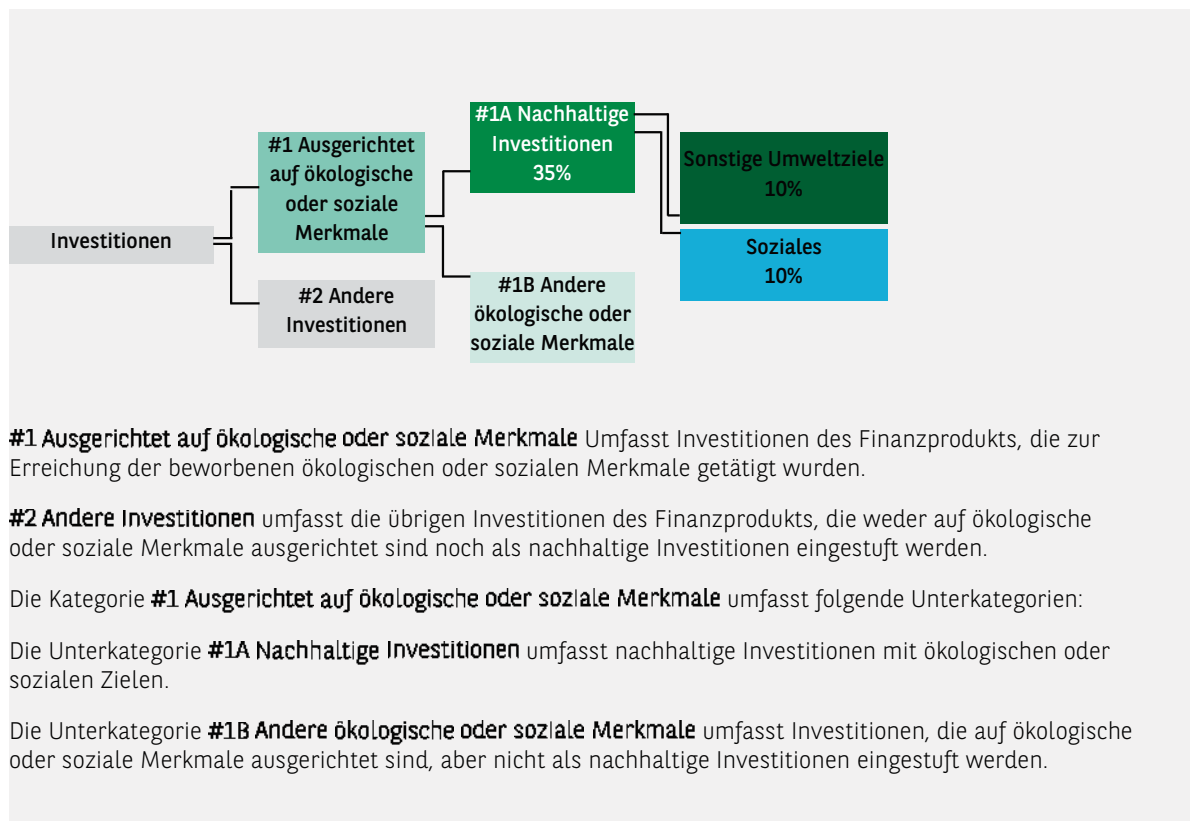 #1A Nachhaltige
Investitionen
35%
#1 Ausgerichtet
auf ökologische
oder soziale
Merkmale
Sonstige Umweltziele
10%
Investitionen
Soziales
10%
#2 Andere
Investitionen
#1B Andere
ökologische oder
soziale Merkmale
#1 Ausgerichtet auf ökologische oder soziale Merkmale Umfasst Investitionen des Finanzprodukts, die zur
Erreichung der beworbenen ökologischen oder sozialen Merkmale getätigt wurden.
#2 Andere Investitionen umfasst die übrigen Investitionen des Finanzprodukts, die weder auf ökologische
oder soziale Merkmale ausgerichtet sind noch als nachhaltige Investitionen eingestuft werden.
Die Kategorie #1 Ausgerichtet auf ökologische oder soziale Merkmale umfasst folgende Unterkategorien:
Die Unterkategorie #1A Nachhaltige Investitionen umfasst nachhaltige Investitionen mit ökologischen oder
sozialen Zielen.
Die Unterkategorie #1B Andere ökologische oder soziale Merkmale umfasst Investitionen, die auf ökologische
oder soziale Merkmale ausgerichtet sind, aber nicht als nachhaltige Investitionen eingestuft werden.